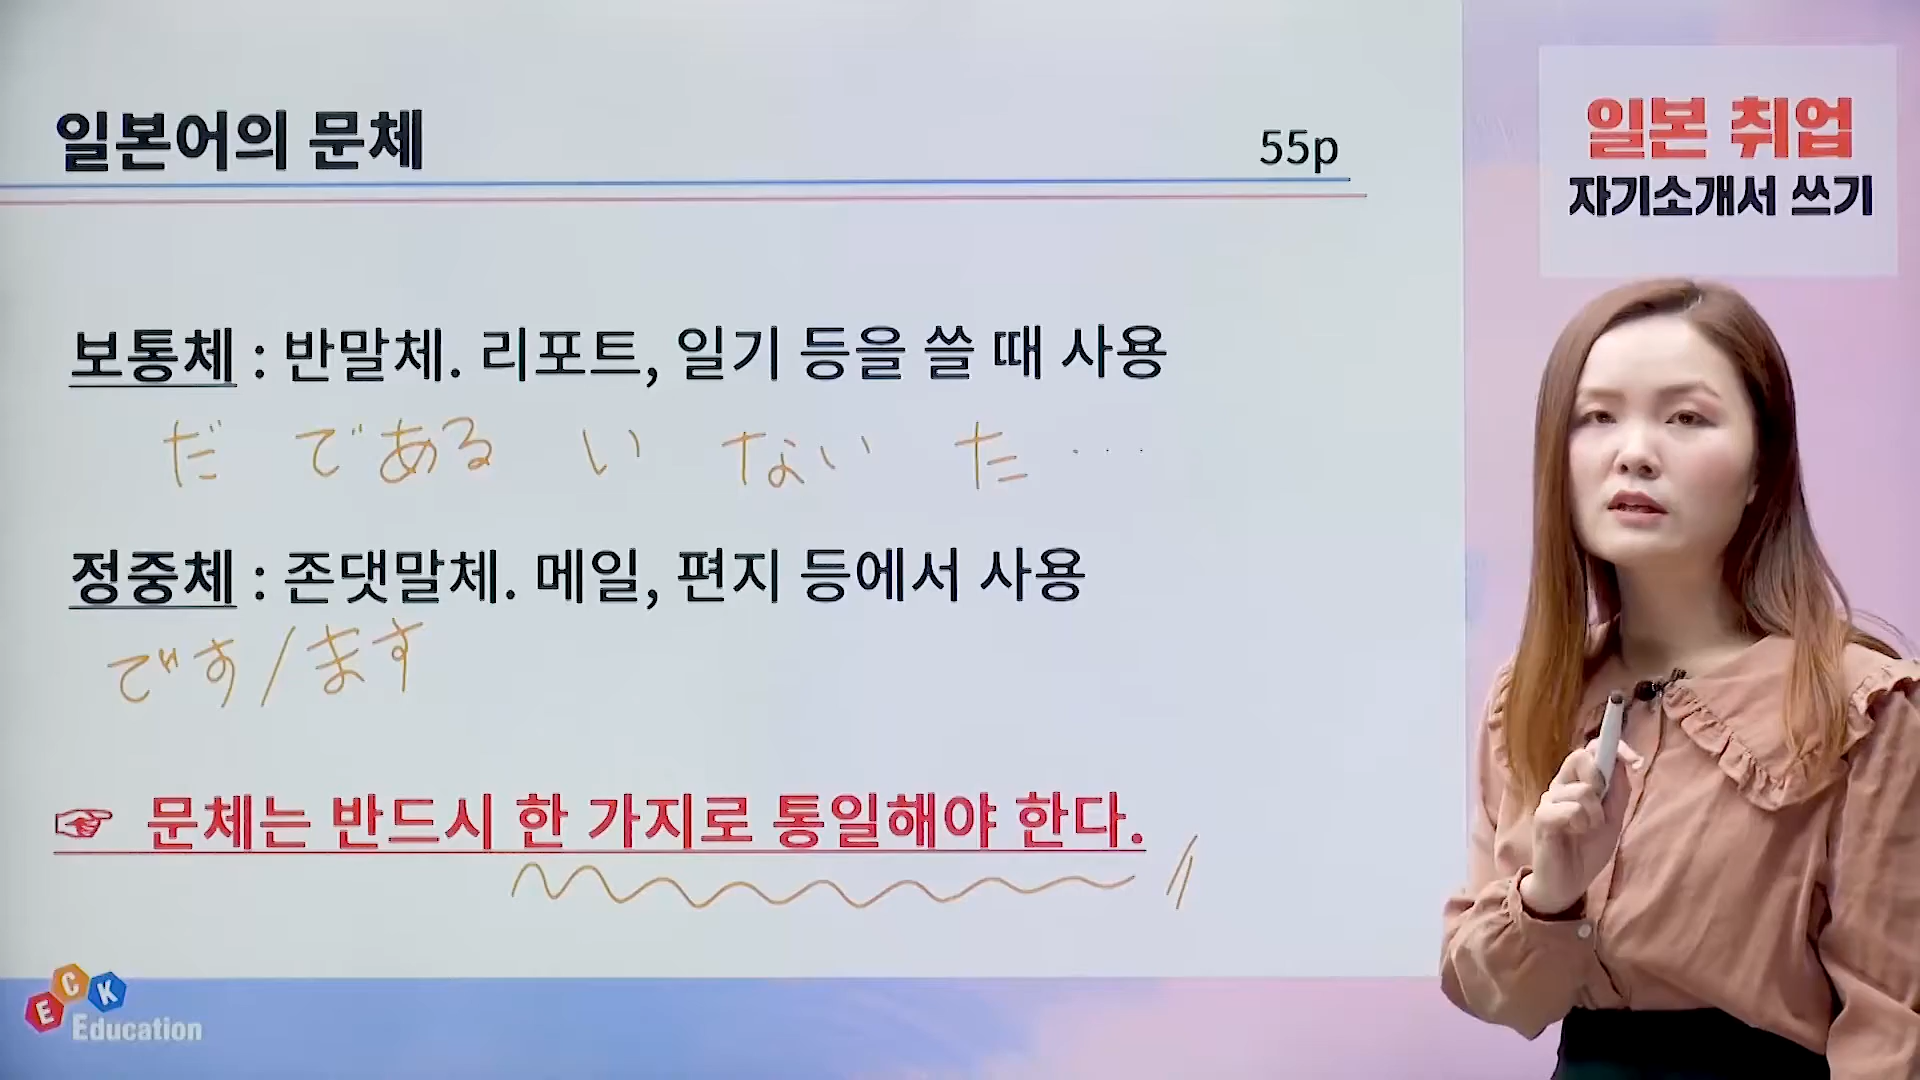 일본어의 문체
55p
일본 취업
자기소개서 쓰기
보통체 : 반말체. 리포트, 일기 등을 쓸 때 사용
だ である い ない た ...
정중체 : 존댓말체. 메일, 편지 등에서 사용
です/ます
☞ 문체는 반드시 한 가지로 통일해야 한다.
ECK
Education